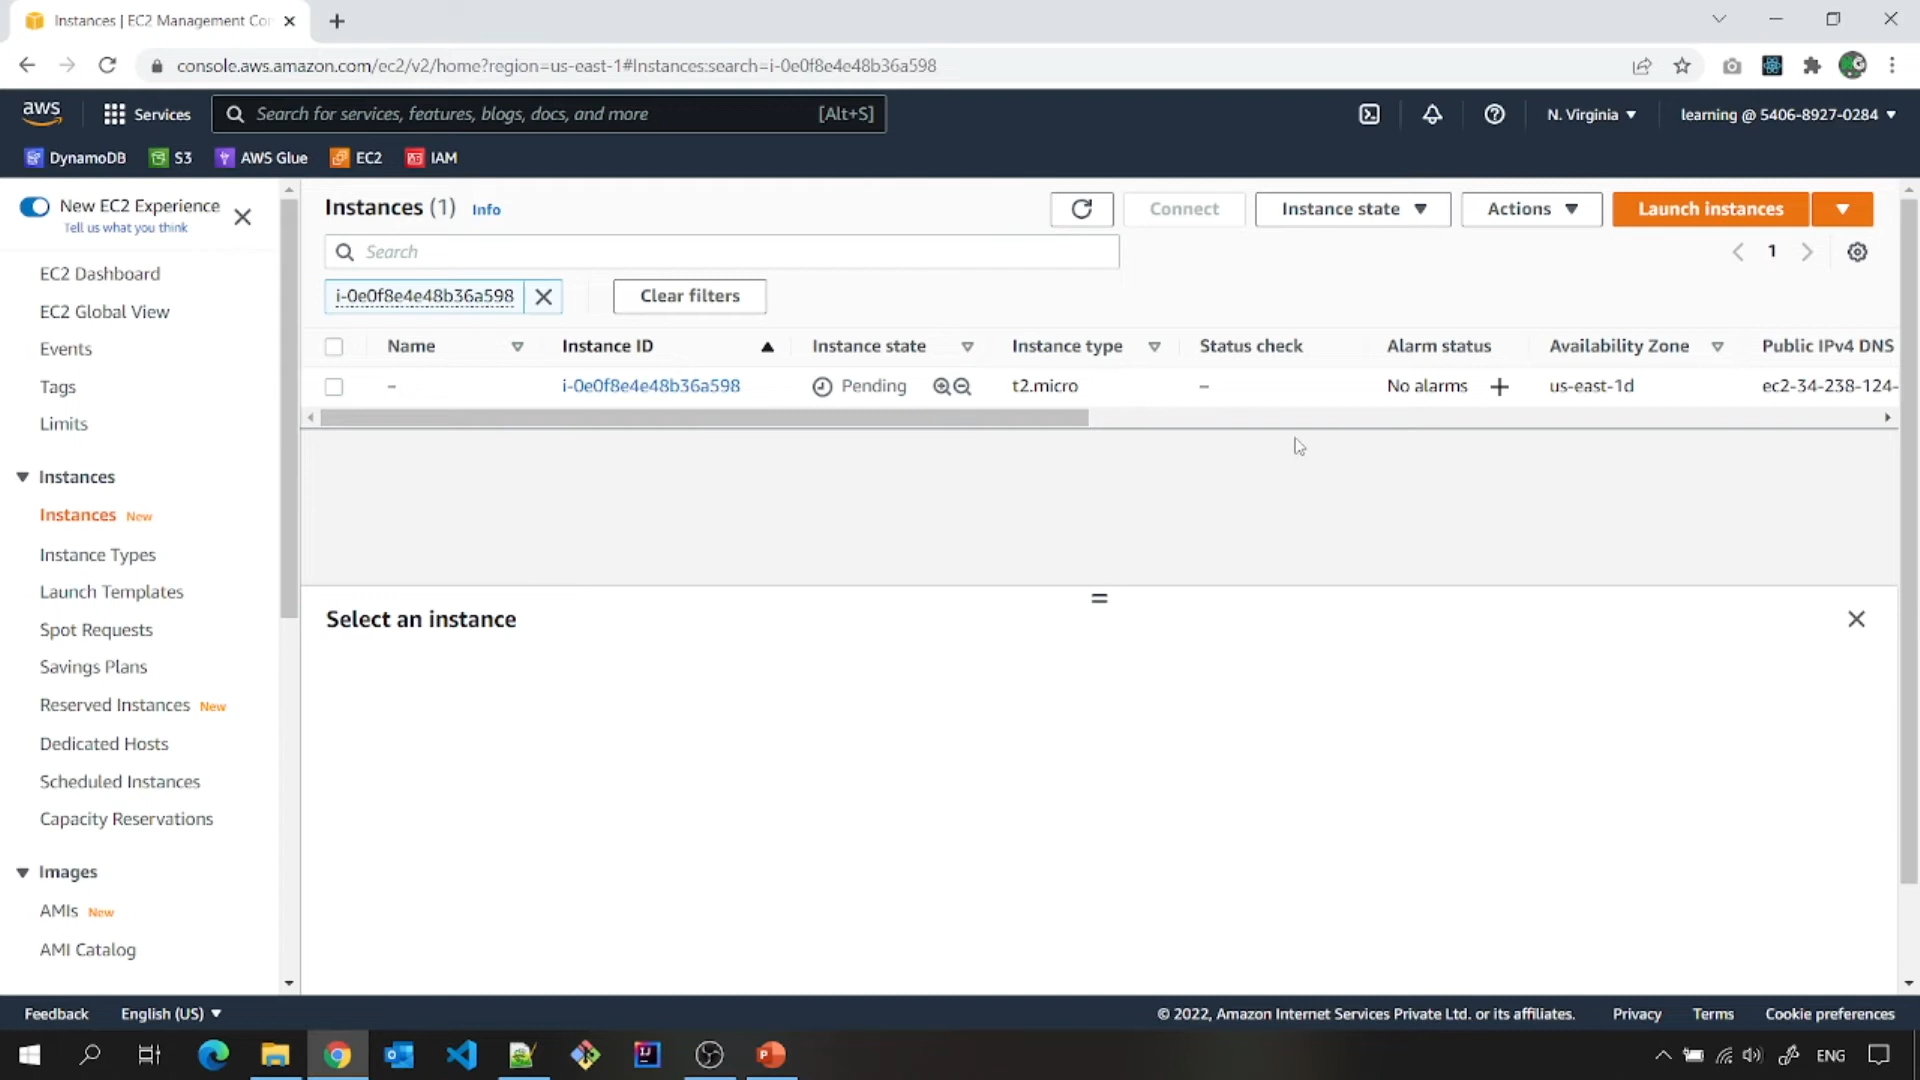 Instances | EC2 Management Con
console.aws.amazon.com/ec2/v2/home?region=us-east-1#Instances:search=i-0e0f8e4e48b36a598
aws
Services
Search for services, features, blogs, docs, and more
[Alt+S]
N. Virginia
learning @ 5406-8927-0284
DynamoDB
S3
AWS Glue
EC2
IAM
New EC2 Experience
Tell us what you think
EC2 Dashboard
EC2 Global View
Events
Tags
Limits
Instances
Instances New
Instance Types
Launch Templates
Spot Requests
Savings Plans
Reserved Instances New
Dedicated Hosts
Scheduled Instances
Capacity Reservations
Images
AMIs New
AMI Catalog
Instances (1) Info
Connect
Instance state
Actions
Launch instances
Search
1
i-0e0f8e4e48b36a598
Clear filters
Name Instance ID Instance state Instance type Status check Alarm status Availability Zone Public IPv4 DNS
– i-0e0f8e4e48b36a598 Pending t2.micro – No alarms + us-east-1d ec2-34-238-124-
Select an instance
Feedback
English (US)
© 2022, Amazon Internet Services Private Ltd. or its affiliates.
Privacy
Terms
Cookie preferences
ENG